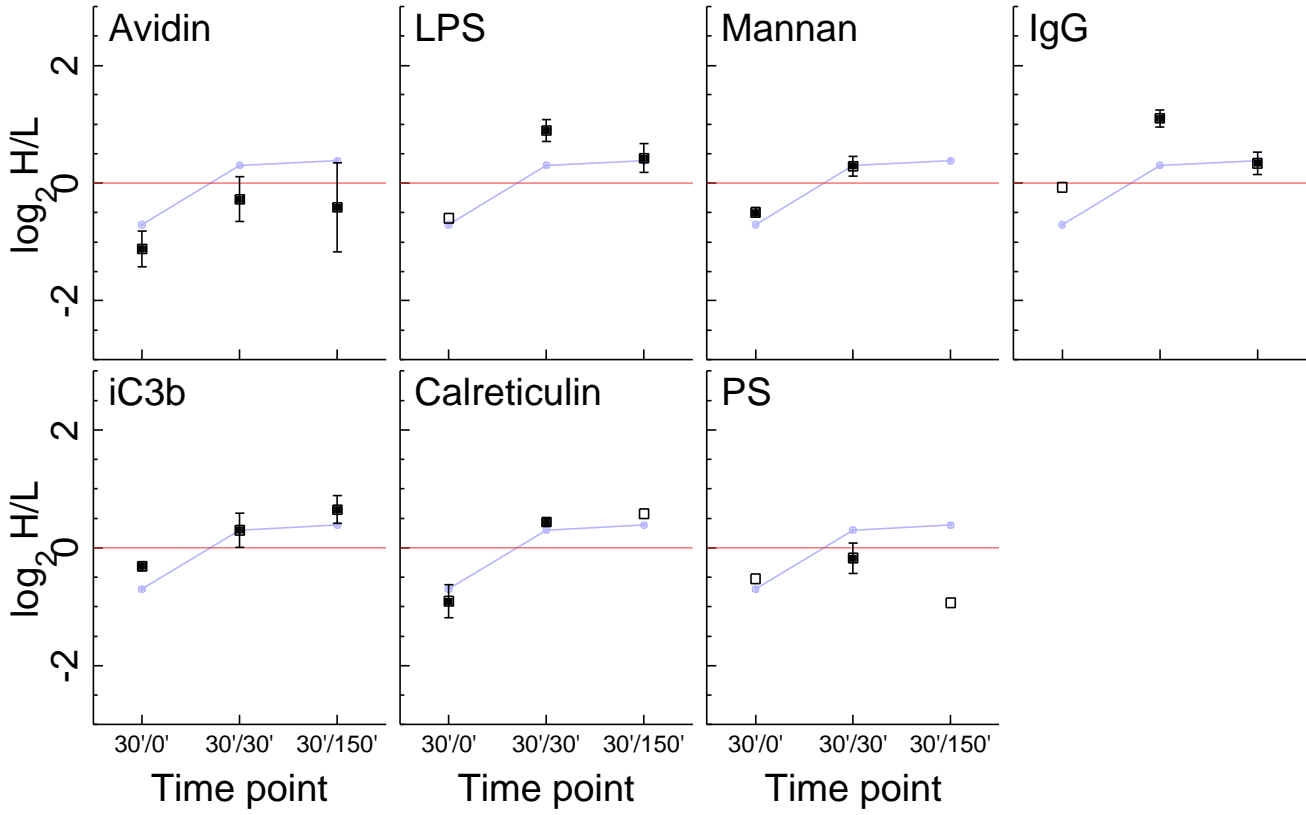 Avidin LPS Mannan IgG
2
0
-2
log2 H/L
iC3b Calreticulin PS
2
0
-2
log2 H/L
30'/0' 30'/30' 30'/150' 30'/0' 30'/30' 30'/150' 30'/0' 30'/30' 30'/150'
Time point Time point Time point